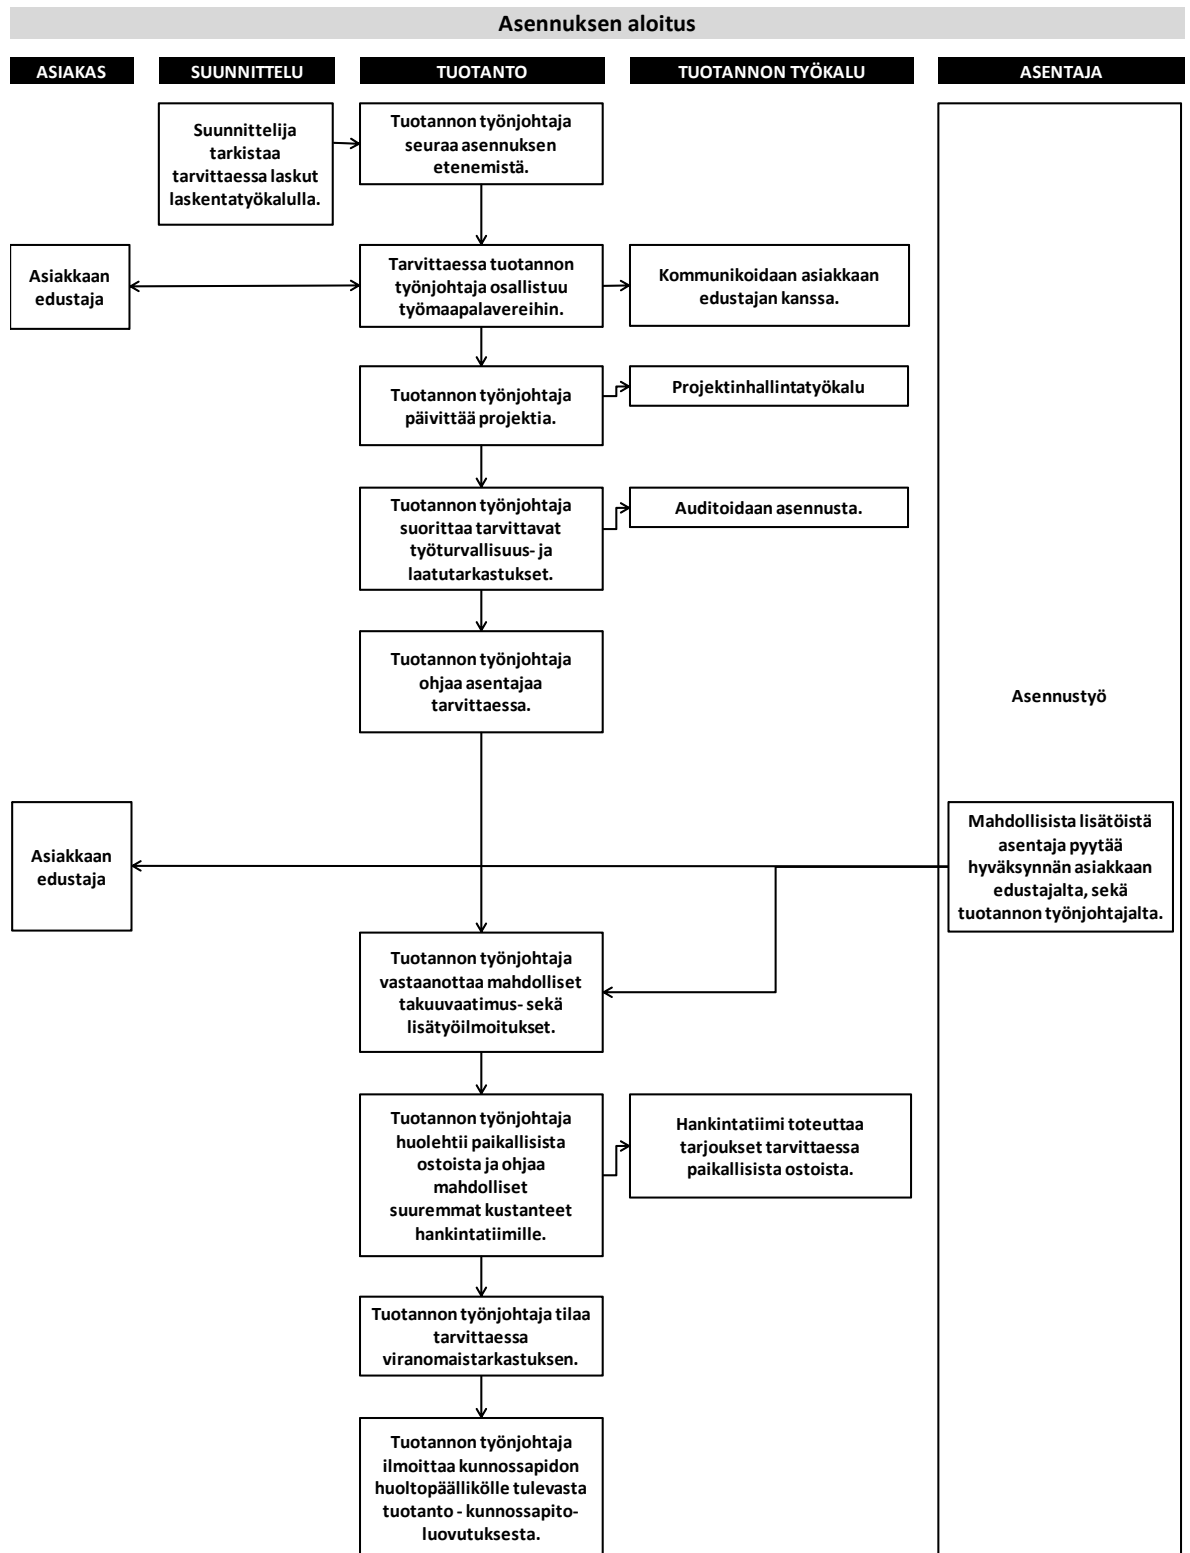 Asennuksen aloitus
ASIAKAS
SUUNNITTELU
TUOTANTO
TUOTANNON TYÖKALU
ASENTAJA
Suunnittelija
tarkistaa
tarvittaessa laskut
laskentatyökalulla.
Tuotannon työnjohtaja
seuraa asennuksen
etenemistä.
Asiakkaan
edustaja
Tarvittaessa tuotannon
työnjohtaja osallistuu
työmaapalavereihin.
Kommunikoidaan asiakkaan
edustajan kanssa.
Tuotannon työnjohtaja
päivittää projektia.
Projektinhallintatyökalu
Tuotannon työnjohtaja
suorittaa tarvittavat
työturvallisuus- ja
laatutarkastukset.
Auditoidaan asennusta.
Tuotannon työnjohtaja
ohjaa asentajaa
tarvittaessa.
Asennustyö
Asiakkaan
edustaja
Mahdollisista lisätöistä
asentaja pyytää
hyväksynnän asiakkaan
edustajalta, sekä
tuotannon työnjohtajalta.
Tuotannon työnjohtaja
vastaanottaa mahdolliset
takuuvaatimus- sekä
lisätyöilmoitukset.
Tuotannon työnjohtaja
huolehtii paikallisista
ostoista ja ohjaa
mahdolliset
suuremmat kustanteet
hankintatiimille.
Hankintatiimi toteuttaa
tarjoukset tarvittaessa
paikallisista ostoista.
Tuotannon työnjohtaja tilaa
tarvittaessa
viranomaistarkastuksen.
Tuotannon työnjohtaja
ilmoittaa kunnossapidon
huoltopäällikölle tulevasta
tuotanto - kunnossapito-
luovutuksesta.